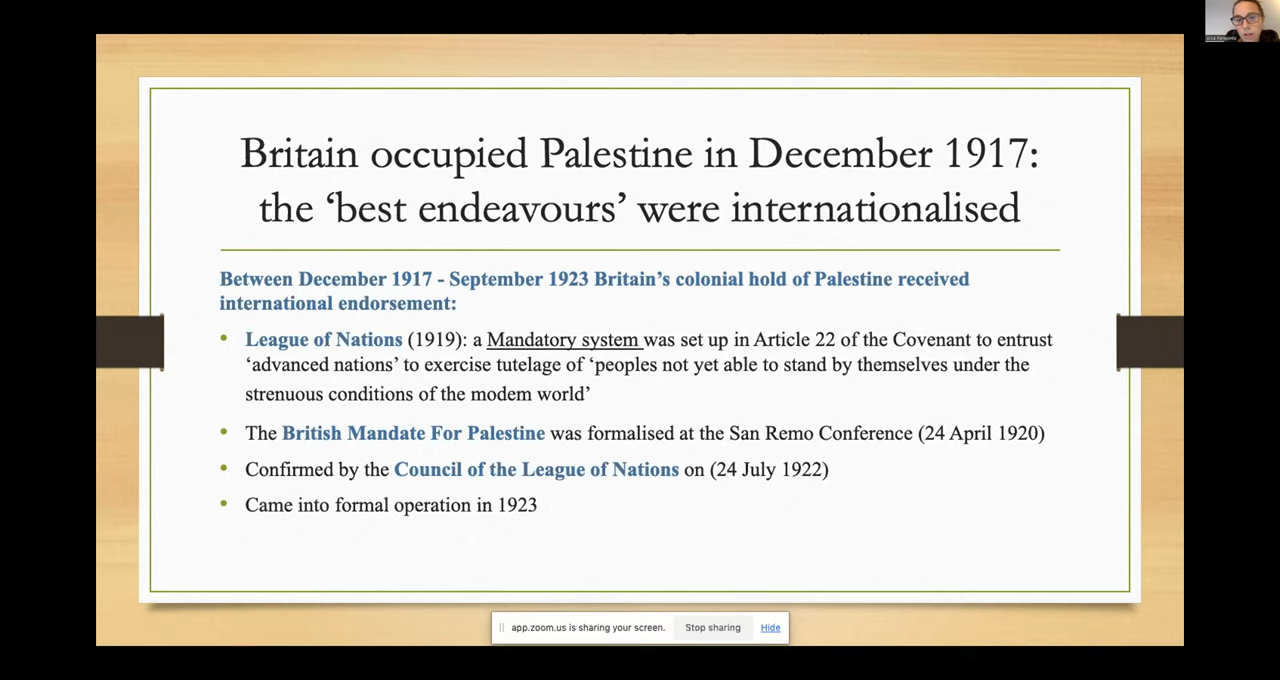 Britain occupied Palestine in December 1917:
the ‘best endeavours’ were internationalised
Between December 1917 - September 1923 Britain’s colonial hold of Palestine received
international endorsement:
• League of Nations (1919): a Mandatory system was set up in Article 22 of the Covenant to entrust
‘advanced nations’ to exercise tutelage of ‘peoples not yet able to stand by themselves under the
strenuous conditions of the modem world’
• The British Mandate For Palestine was formalised at the San Remo Conference (24 April 1920)
• Confirmed by the Council of the League of Nations on (24 July 1922)
• Came into formal operation in 1923
app.zoom.us is sharing your screen.
Stop sharing
Hide